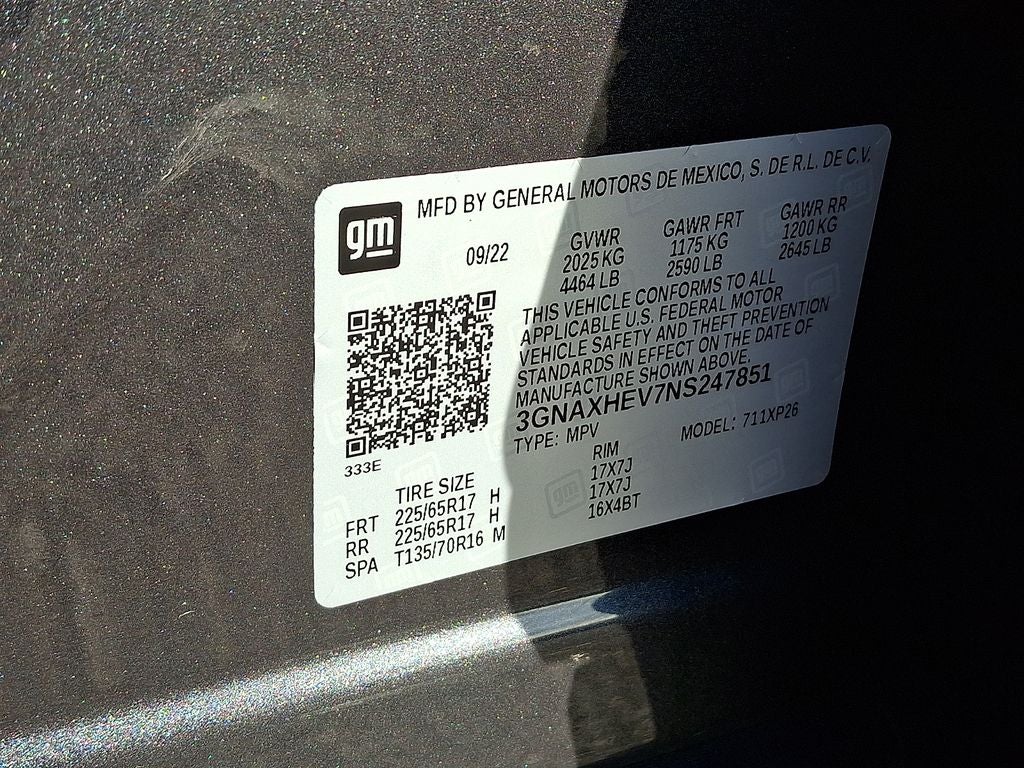 gm
MFD BY GENERAL MOTORS DE MEXICO, S. DE R.L. DE C.V.
09/22
GVWR
2025 KG
4464 LB
GAWR FRT
1175 KG
2590 LB
GAWR RR
1200 KG
2645 LB
THIS VEHICLE CONFORMS TO ALL
APPLICABLE U.S. FEDERAL MOTOR
VEHICLE SAFETY AND THEFT PREVENTION
STANDARDS IN EFFECT ON THE DATE OF
MANUFACTURE SHOWN ABOVE.
3GNAXHEV7NS247851
TYPE: MPV MODEL: 711XP26
333E
TIRE SIZE RIM
FRT 225/65R17 H 17X7J
RR 225/65R17 H 17X7J
SPA T135/70R16 M 16X4BT